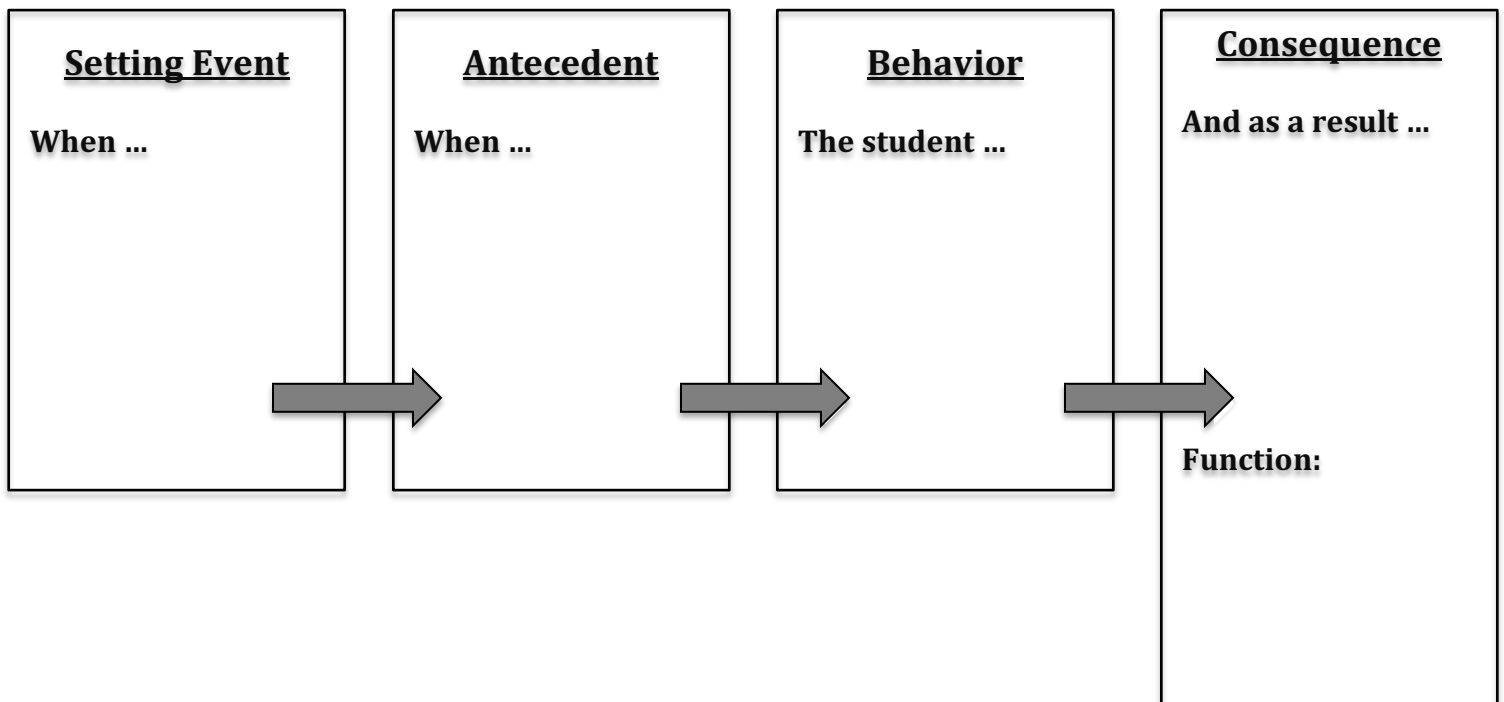 Setting Event
When ...
Antecedent
When ...
Behavior
The student ...
Consequence
And as a result ...
Function: